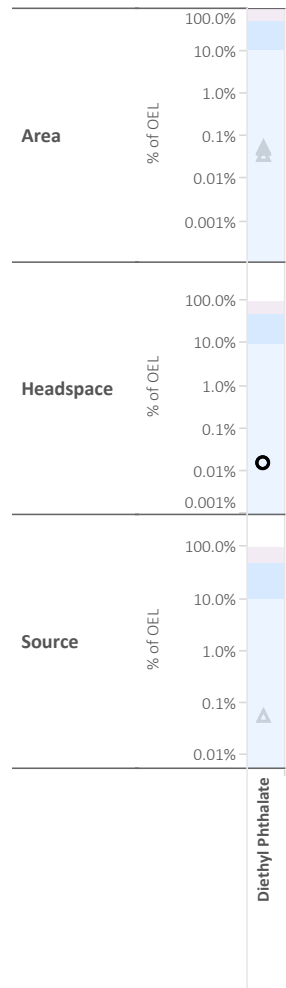 100.0%
10.0%
1.0%
Area
% of OEL
0.1%
0.01%
0.001%
100.0%
10.0%
1.0%
Headspace
% of OEL
0.1%
0.01%
0.001%
100.0%
10.0%
Source
% of OEL
1.0%
0.1%
0.01%
Diethyl Phthalate